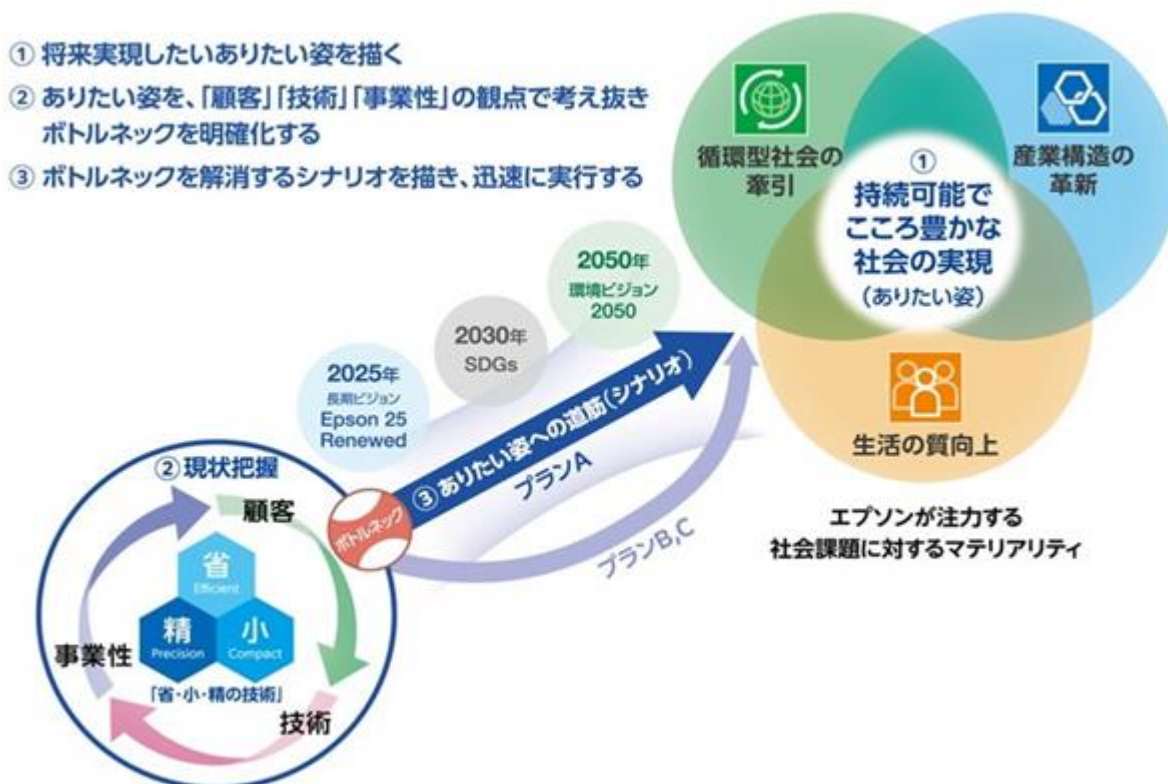 ① 将来実現したいありたい姿を描く
② ありたい姿を、「顧客」「技術」「事業性」の観点で考え抜き
ボトルネックを明確化する
③ ボトルネックを解消するシナリオを描き、迅速に実行する
循環型社会の
牽引
産業構造の
革新
①
持続可能で
こころ豊かな
社会の実現
(ありたい姿)
生活の質向上
エプソンが注力する
社会課題に対するマテリアリティ
2050年
環境ビジョン
2050
2030年
SDGs
2025年
長期ビジョン
Epson 25
Renewed
③ ありたい姿への道筋(シナリオ)
プランA
プランB,C
ボトルネック
② 現状把握
顧客
省
Efficient
精
Precision
小
Compact
事業性
「省・小・精の技術」
技術